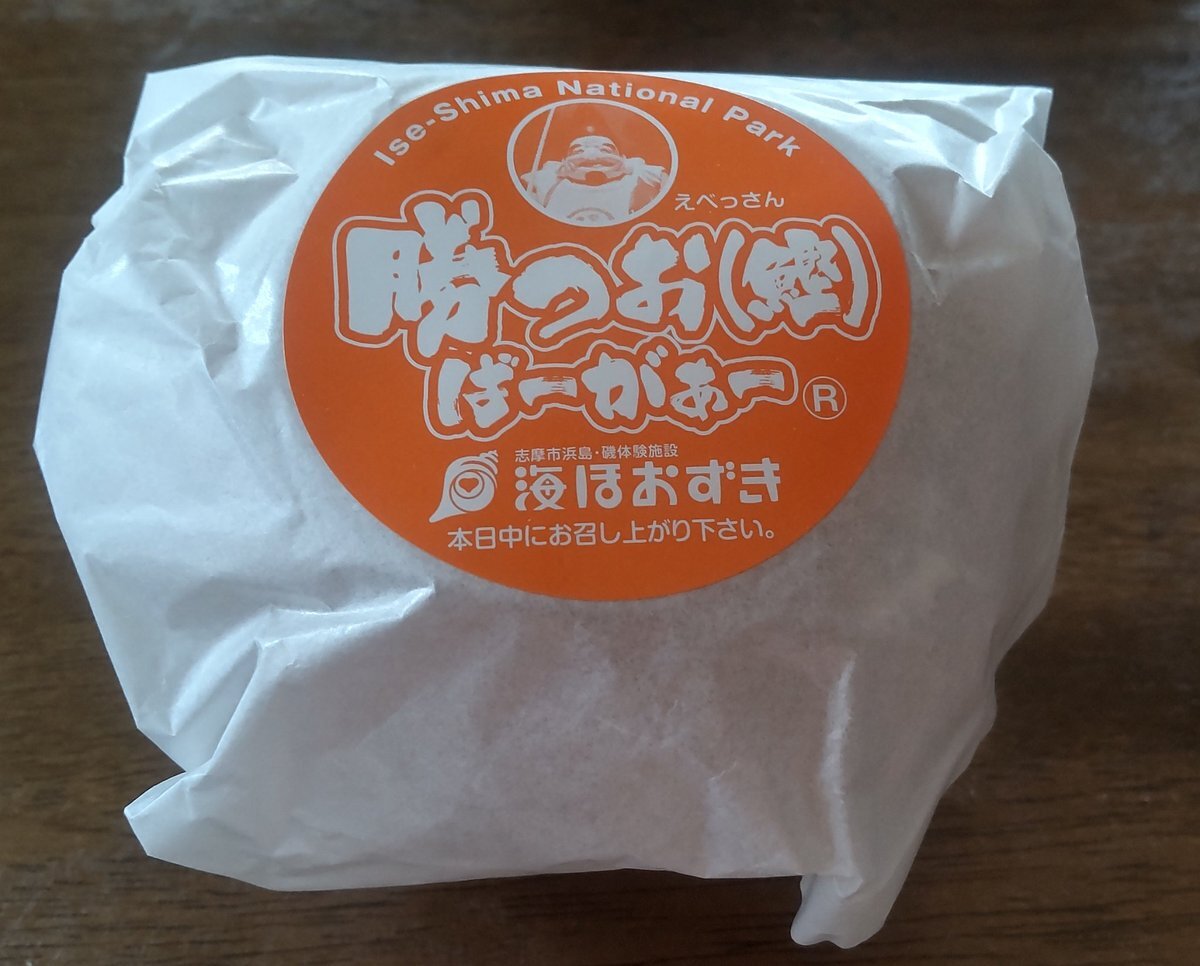 Ise-Shima National Park
えべっさん
勝つお(鰹)
ばーがぁー®
志摩市浜島・磯体験施設
海ほおずき
本日中にお召し上がり下さい。